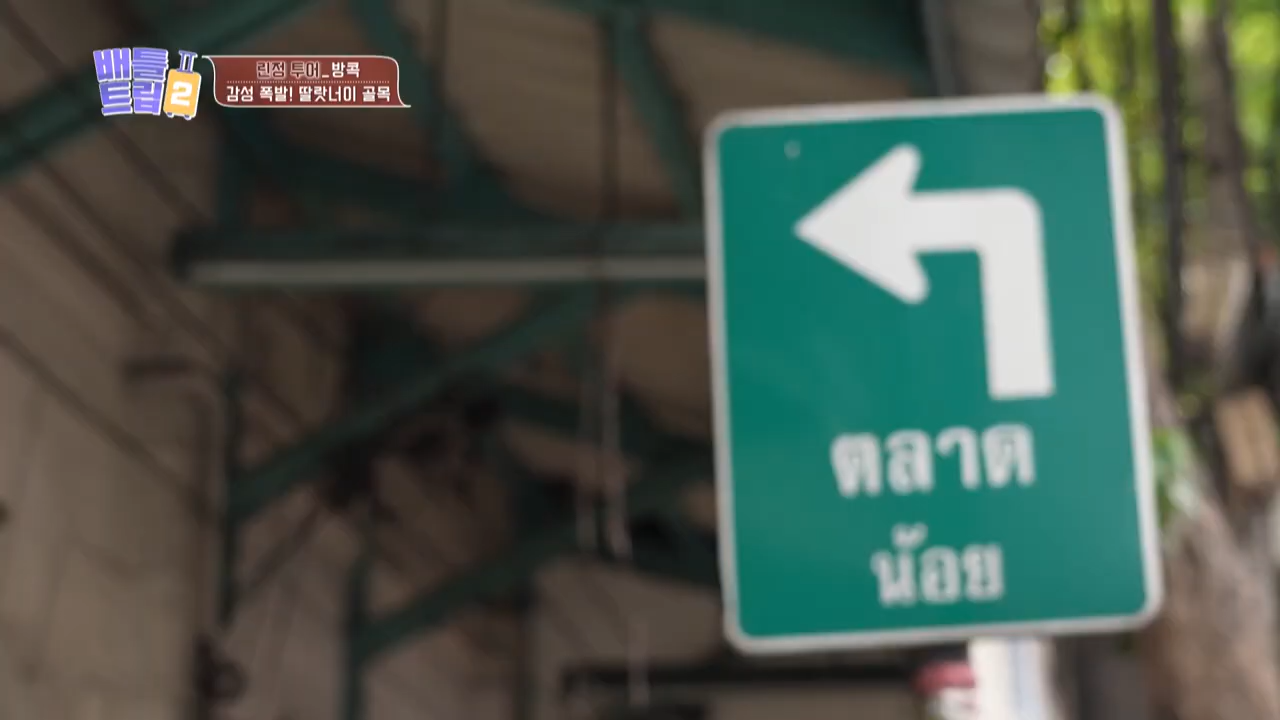 배틀
트립2
린정 투어_방콕
감성 폭발! 딸랏너이 골목
ตลาด
น้อย